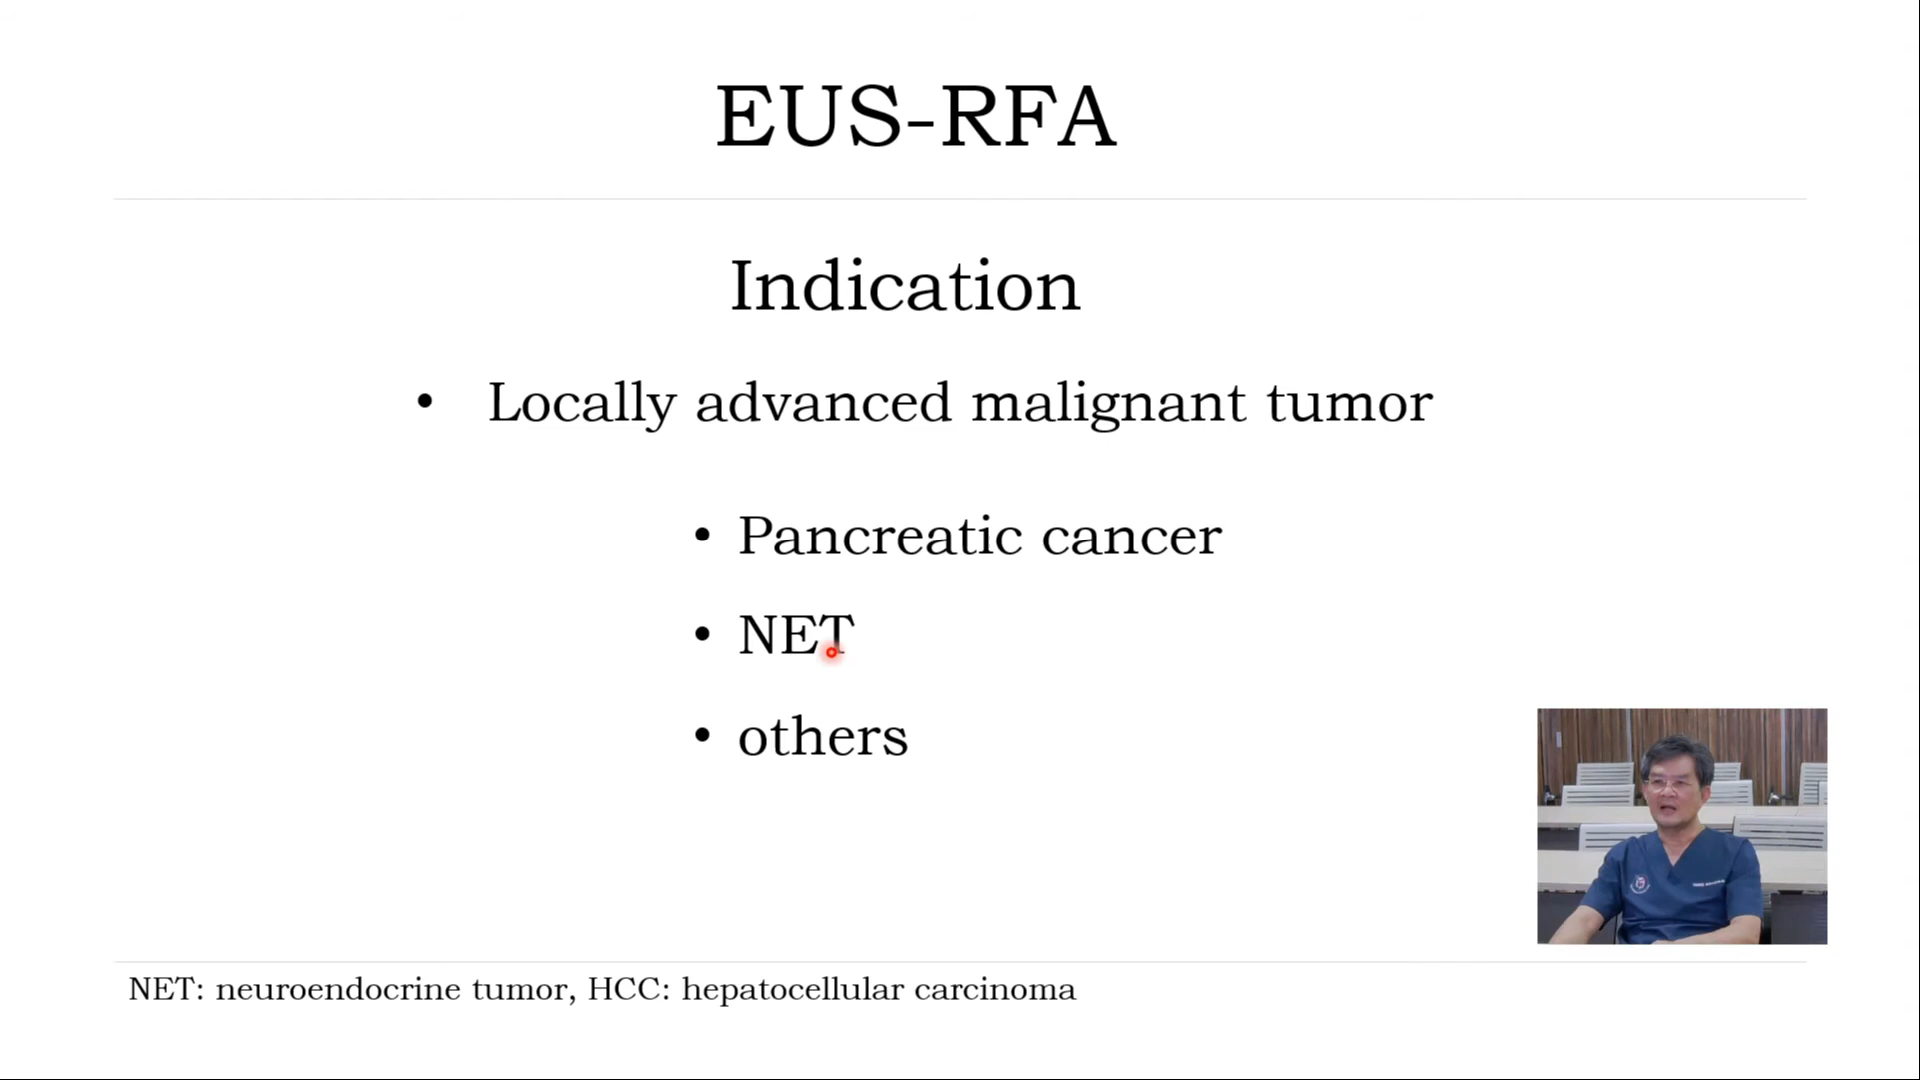 EUS-RFA
Indication
• Locally advanced malignant tumor
• Pancreatic cancer
• NET
• others
NET: neuroendocrine tumor, HCC: hepatocellular carcinoma